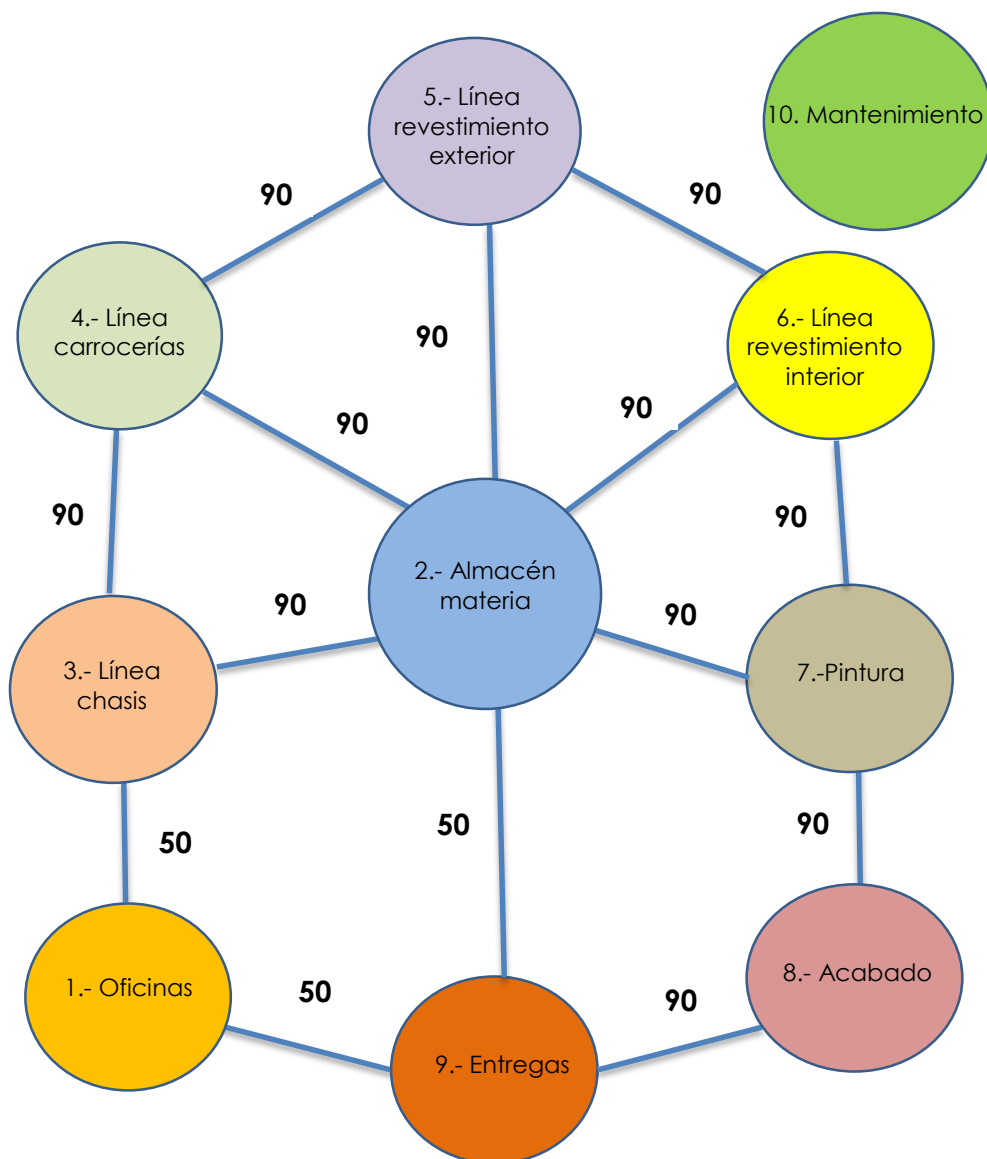 5.- Línea
revestimiento
exterior
10. Mantenimiento
90
90
4.- Línea
carrocerías
90
6.- Línea
revestimiento
interior
90
90
90
90
2.- Almacén
materia
90
90
3.- Línea
chasis
7.-Pintura
50
50
90
1.- Oficinas
50
90
8.- Acabado
9.- Entregas